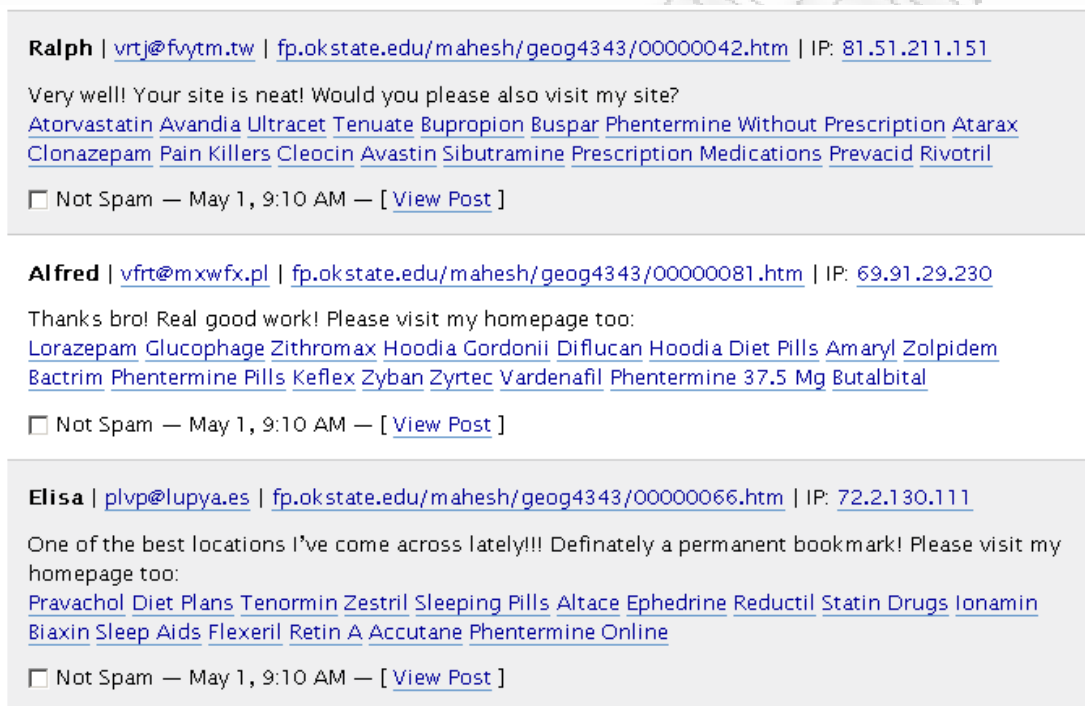 Ralph | vrtj@fvytm.tw | fp.okstate.edu/mahesh/geog4343/00000042.htm | IP: 81.51.211.151
Very well! Your site is neat! Would you please also visit my site?
Atorvastatin Avandia Ultracet Tenuate Bupropion Buspar Phentermine Without Prescription Atarax
Clonazepam Pain Killers Cleocin Avastin Sibutramine Prescription Medications Prevacid Rivotril
Not Spam — May 1, 9:10 AM — [ View Post ]
Alfred | vfrt@mxwfx.pl | fp.okstate.edu/mahesh/geog4343/00000081.htm | IP: 69.91.29.230
Thanks bro! Real good work! Please visit my homepage too:
Lorazepam Glucophage Zithromax Hoodia Gordonii Diflucan Hoodia Diet Pills Amaryl Zolpidem
Bactrim Phentermine Pills Keflex Zyban Zyrtec Vardenafil Phentermine 37.5 Mg Butalbital
Not Spam — May 1, 9:10 AM — [ View Post ]
Elisa | plvp@lupya.es | fp.okstate.edu/mahesh/geog4343/00000066.htm | IP: 72.2.130.111
One of the best locations I’ve come across lately!!! Definately a permanent bookmark! Please visit my
homepage too:
Pravachol Diet Plans Tenormin Zestril Sleeping Pills Altace Ephedrine Reductil Statin Drugs Ionamin
Biaxin Sleep Aids Flexeril Retin A Accutane Phentermine Online
Not Spam — May 1, 9:10 AM — [ View Post ]